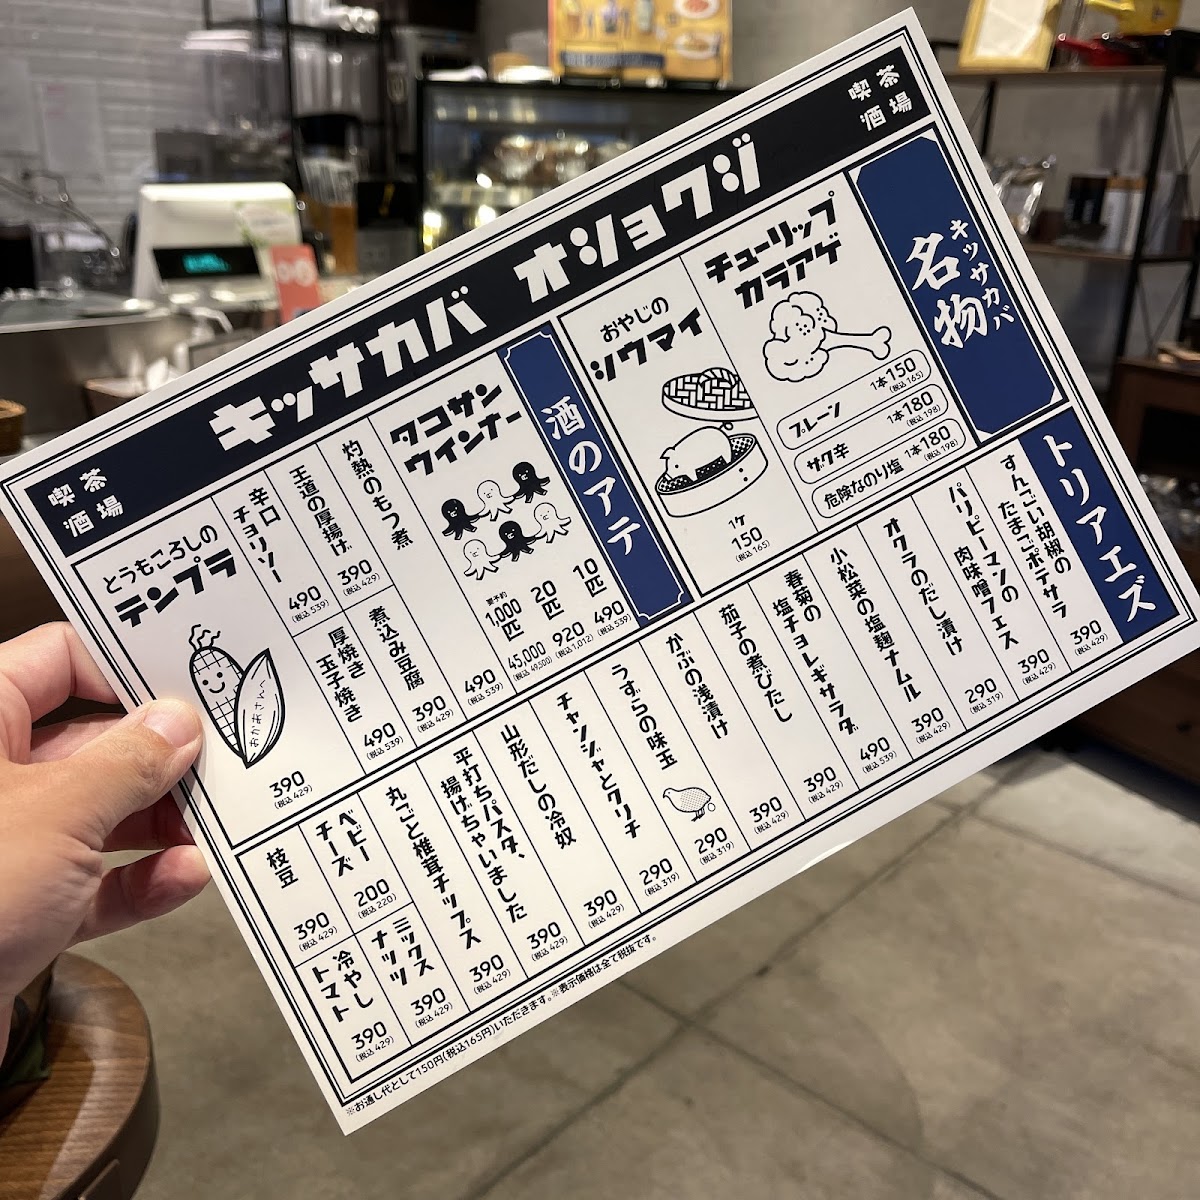 喫茶
酒場
キッサカバ オショクジ
喫茶
酒場
キッサカバ
名物
チューリップ
カラアゲ
プレーン
1本150
(税込165)
ザク辛
1本180
(税込198)
危険なのり塩
1本180
(税込198)
おやじの
ソウマイ
1ケ
150
(税込165)
酒のアテ
タコサン
ウインナー
10匹
490
(税込539)
20匹
920
(税込1,012)
要予約
1,000匹
45,000
(税込49,500)
灼熱のもつ煮
490
(税込539)
王道の厚揚げ
390
(税込429)
煮込み豆腐
390
(税込429)
辛口
チョリソー
490
(税込539)
厚焼き
玉子焼き
490
(税込539)
とうもころしの
テンプラ
おかあさんへ
390
(税込429)
トリアエズ
すんごい胡椒の
たまごポテサラ
390
(税込429)
パリピーマンの
肉味噌フェス
390
(税込429)
オクラのだし漬け
290
(税込319)
小松菜の塩麹ナムル
390
(税込429)
春菊の
塩チョレギサラダ
490
(税込539)
茄子の煮びたし
390
(税込429)
かぶの浅漬け
390
(税込429)
うずらの味玉
290
(税込319)
チャンジャとクリチ
290
(税込319)
山形だしの冷奴
390
(税込429)
平打ちパスタ、
揚げちゃいました
390
(税込429)
丸ごと椎茸チップス
390
(税込429)
ベビー
チーズ
200
(税込220)
ミックス
ナッツ
390
(税込429)
枝豆
390
(税込429)
冷やし
トマト
390
(税込429)
※お通し代として150円(税込165円)いただきます。※表示価格は全て税抜です。